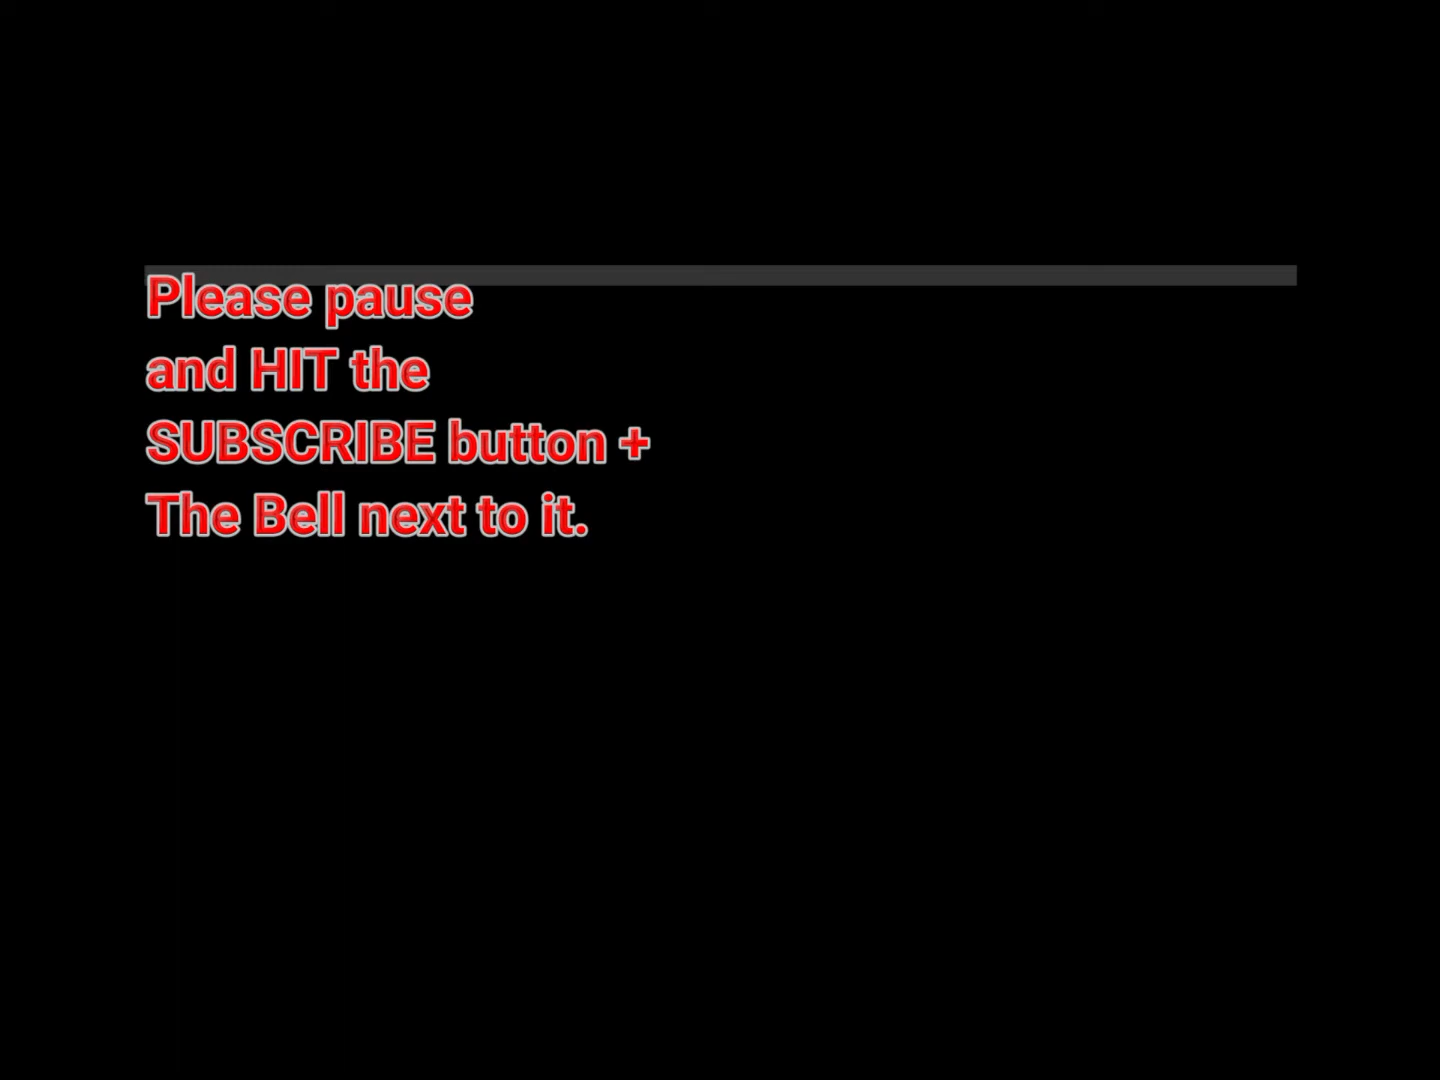 Please pause
and HIT the
SUBSCRIBE button +
The Bell next to it.